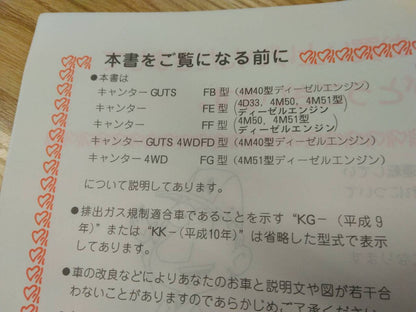 本書をご覧になる前に
●本書は
キャンター GUTS FB 型（4M40型ディーゼルエンジン）
キャンター FE 型（4D33、4M50、4M51型ディーゼルエンジン）
キャンター FF 型（4M50、4M51型ディーゼルエンジン）
キャンター GUTS 4WDFD 型（4M40型ディーゼルエンジン）
キャンター 4WD FG 型（4M51型ディーゼルエンジン）
について説明してあります。
●排出ガス規制適合車であることを示す“KG－（平成9
年）”または“KK－（平成10年）”は省略した型式で表示
してあります。
●車の改良などによりあなたのお車と説明文や図が若干合
わないことがありますのであらかじめご了承ください